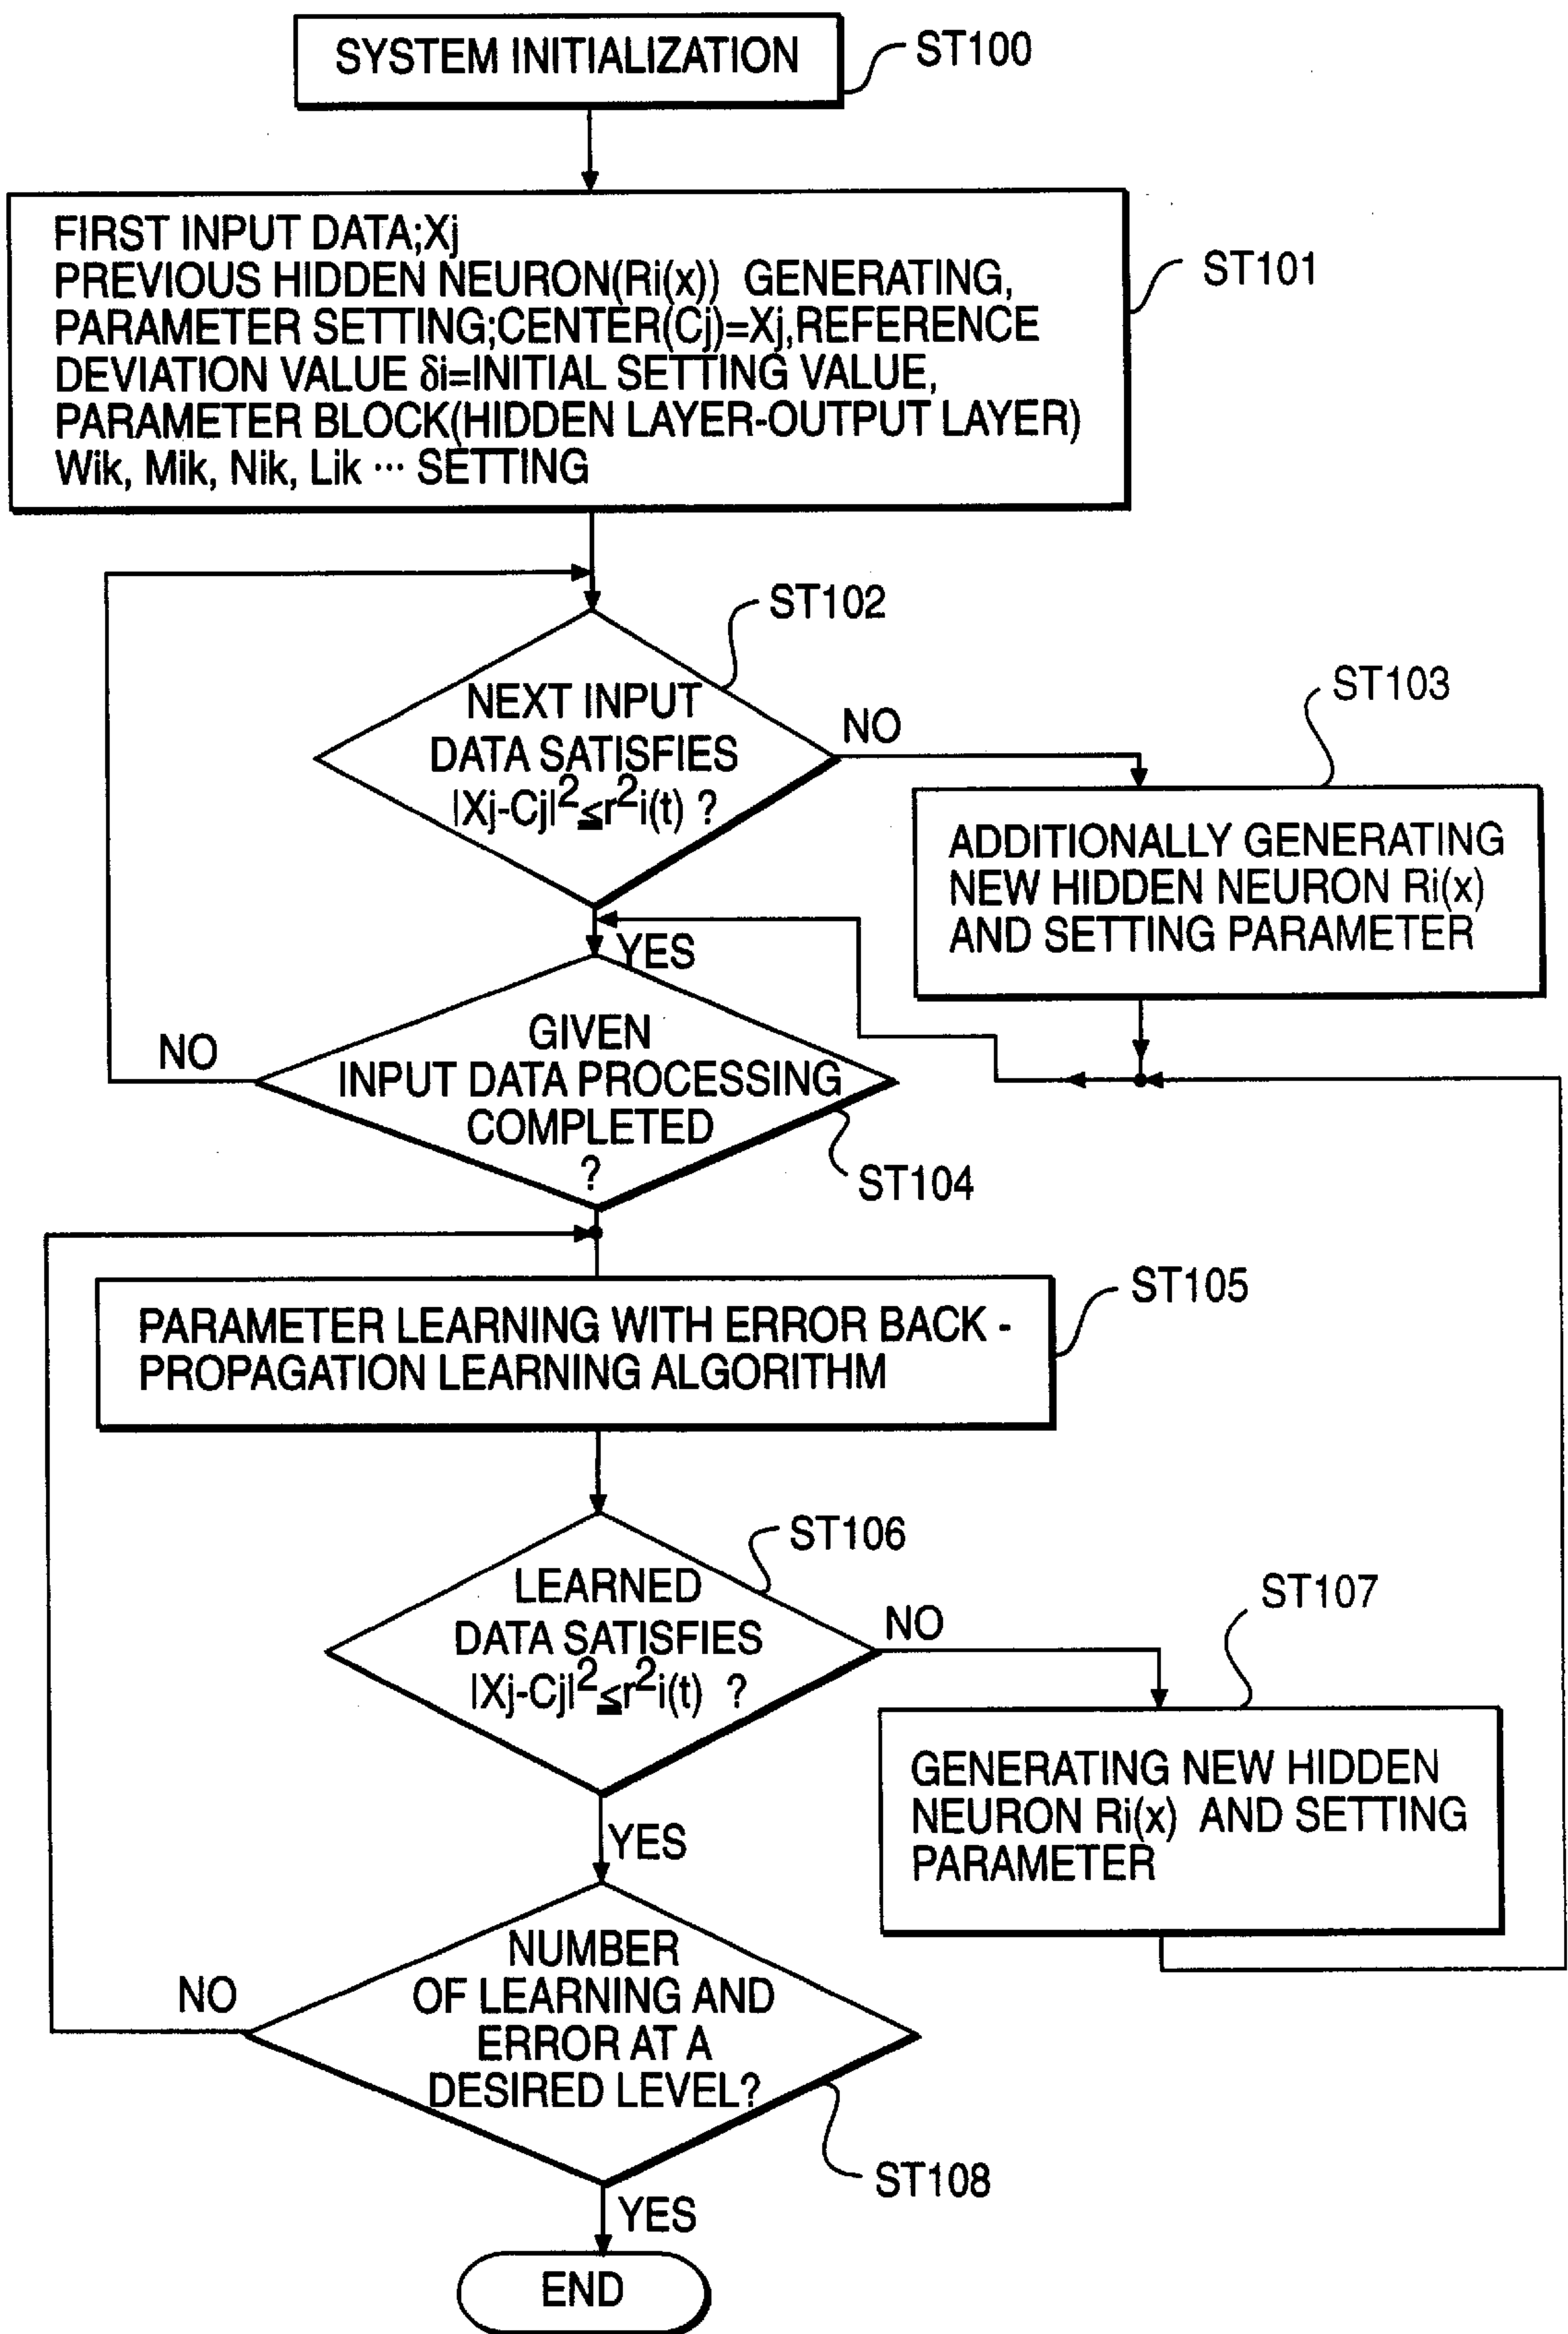 SYSTEM INITIALIZATION
ST100
FIRST INPUT DATA;Xj
PREVIOUS HIDDEN NEURON(Ri(x)) GENERATING,
PARAMETER SETTING;CENTER(Cj)=Xj,REFERENCE
DEVIATION VALUE δi=INITIAL SETTING VALUE,
PARAMETER BLOCK(HIDDEN LAYER-OUTPUT LAYER)
Wik, Mik, Nik, Lik ··· SETTING
ST101
ST102
NEXT INPUT
DATA SATISFIES
|Xj-Cj|²≤r²i(t) ?
NO
ST103
ADDITIONALLY GENERATING
NEW HIDDEN NEURON Ri(x)
AND SETTING PARAMETER
YES
GIVEN
INPUT DATA PROCESSING
COMPLETED
?
NO
ST104
PARAMETER LEARNING WITH ERROR BACK -
PROPAGATION LEARNING ALGORITHM
ST105
ST106
LEARNED
DATA SATISFIES
|Xj-Cj|²≤r²i(t) ?
NO
ST107
GENERATING NEW HIDDEN
NEURON Ri(x) AND SETTING
PARAMETER
YES
NUMBER
OF LEARNING AND
ERROR AT A
DESIRED LEVEL?
NO
ST108
YES
END